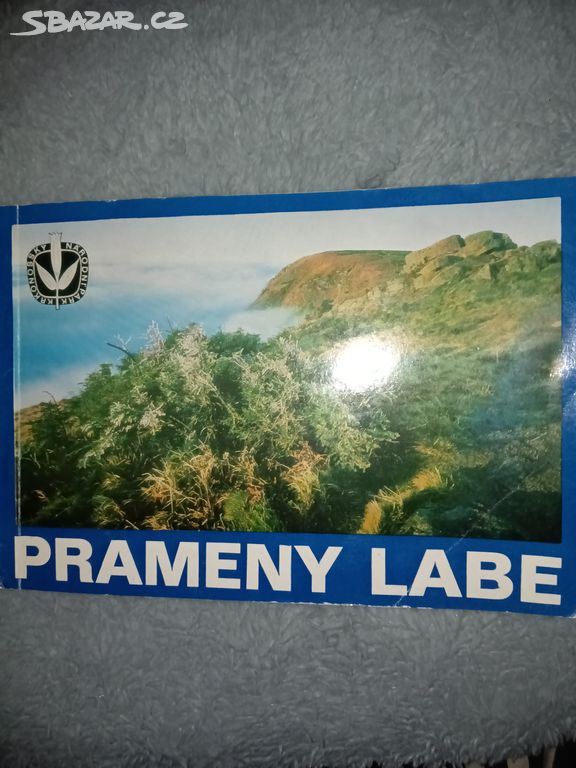 SBAZAR.CZ
KRKONOŠSKÝ NÁRODNÍ PARK
PRAMENY LABE